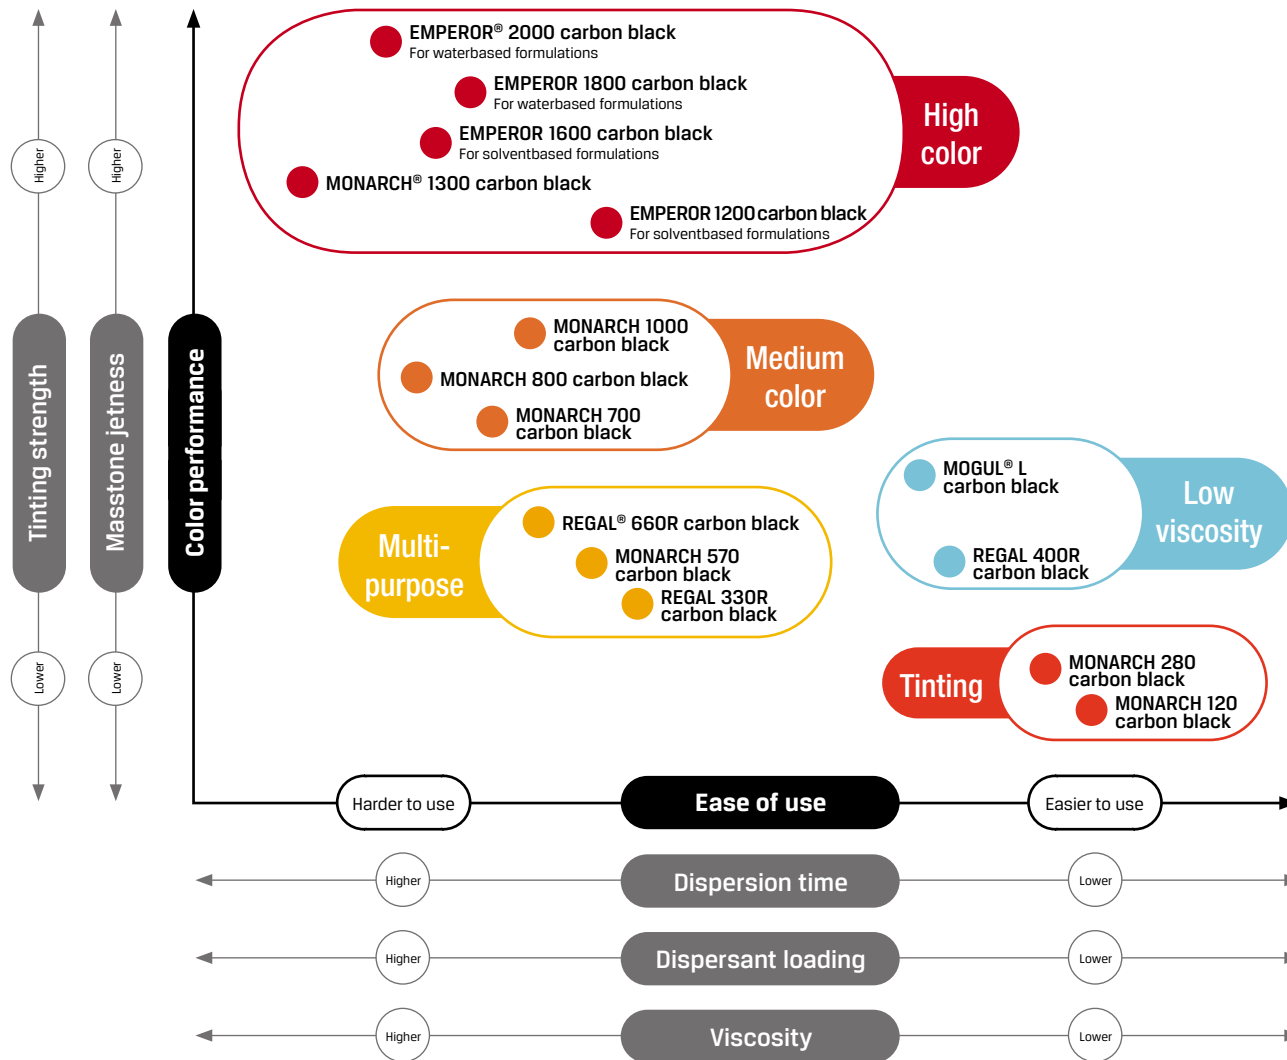 EMPEROR® 2000 carbon black
For waterbased formulations
EMPEROR 1800 carbon black
For waterbased formulations
EMPEROR 1600 carbon black
For solventbased formulations
MONARCH® 1300 carbon black
EMPEROR 1200 carbon black
For solventbased formulations
High
color
Higher
Higher
MONARCH 1000
carbon black
MONARCH 800 carbon black
MONARCH 700
carbon black
Medium
color
Tinting strength
Masstone jetness
Color performance
MOGUL® L
carbon black
REGAL 400R
carbon black
Low
viscosity
Multi-
purpose
REGAL® 660R carbon black
MONARCH 570
carbon black
REGAL 330R
carbon black
Lower
Lower
Tinting
MONARCH 280
carbon black
MONARCH 120
carbon black
Harder to use
Ease of use
Easier to use
Higher
Dispersion time
Lower
Higher
Dispersant loading
Lower
Higher
Viscosity
Lower